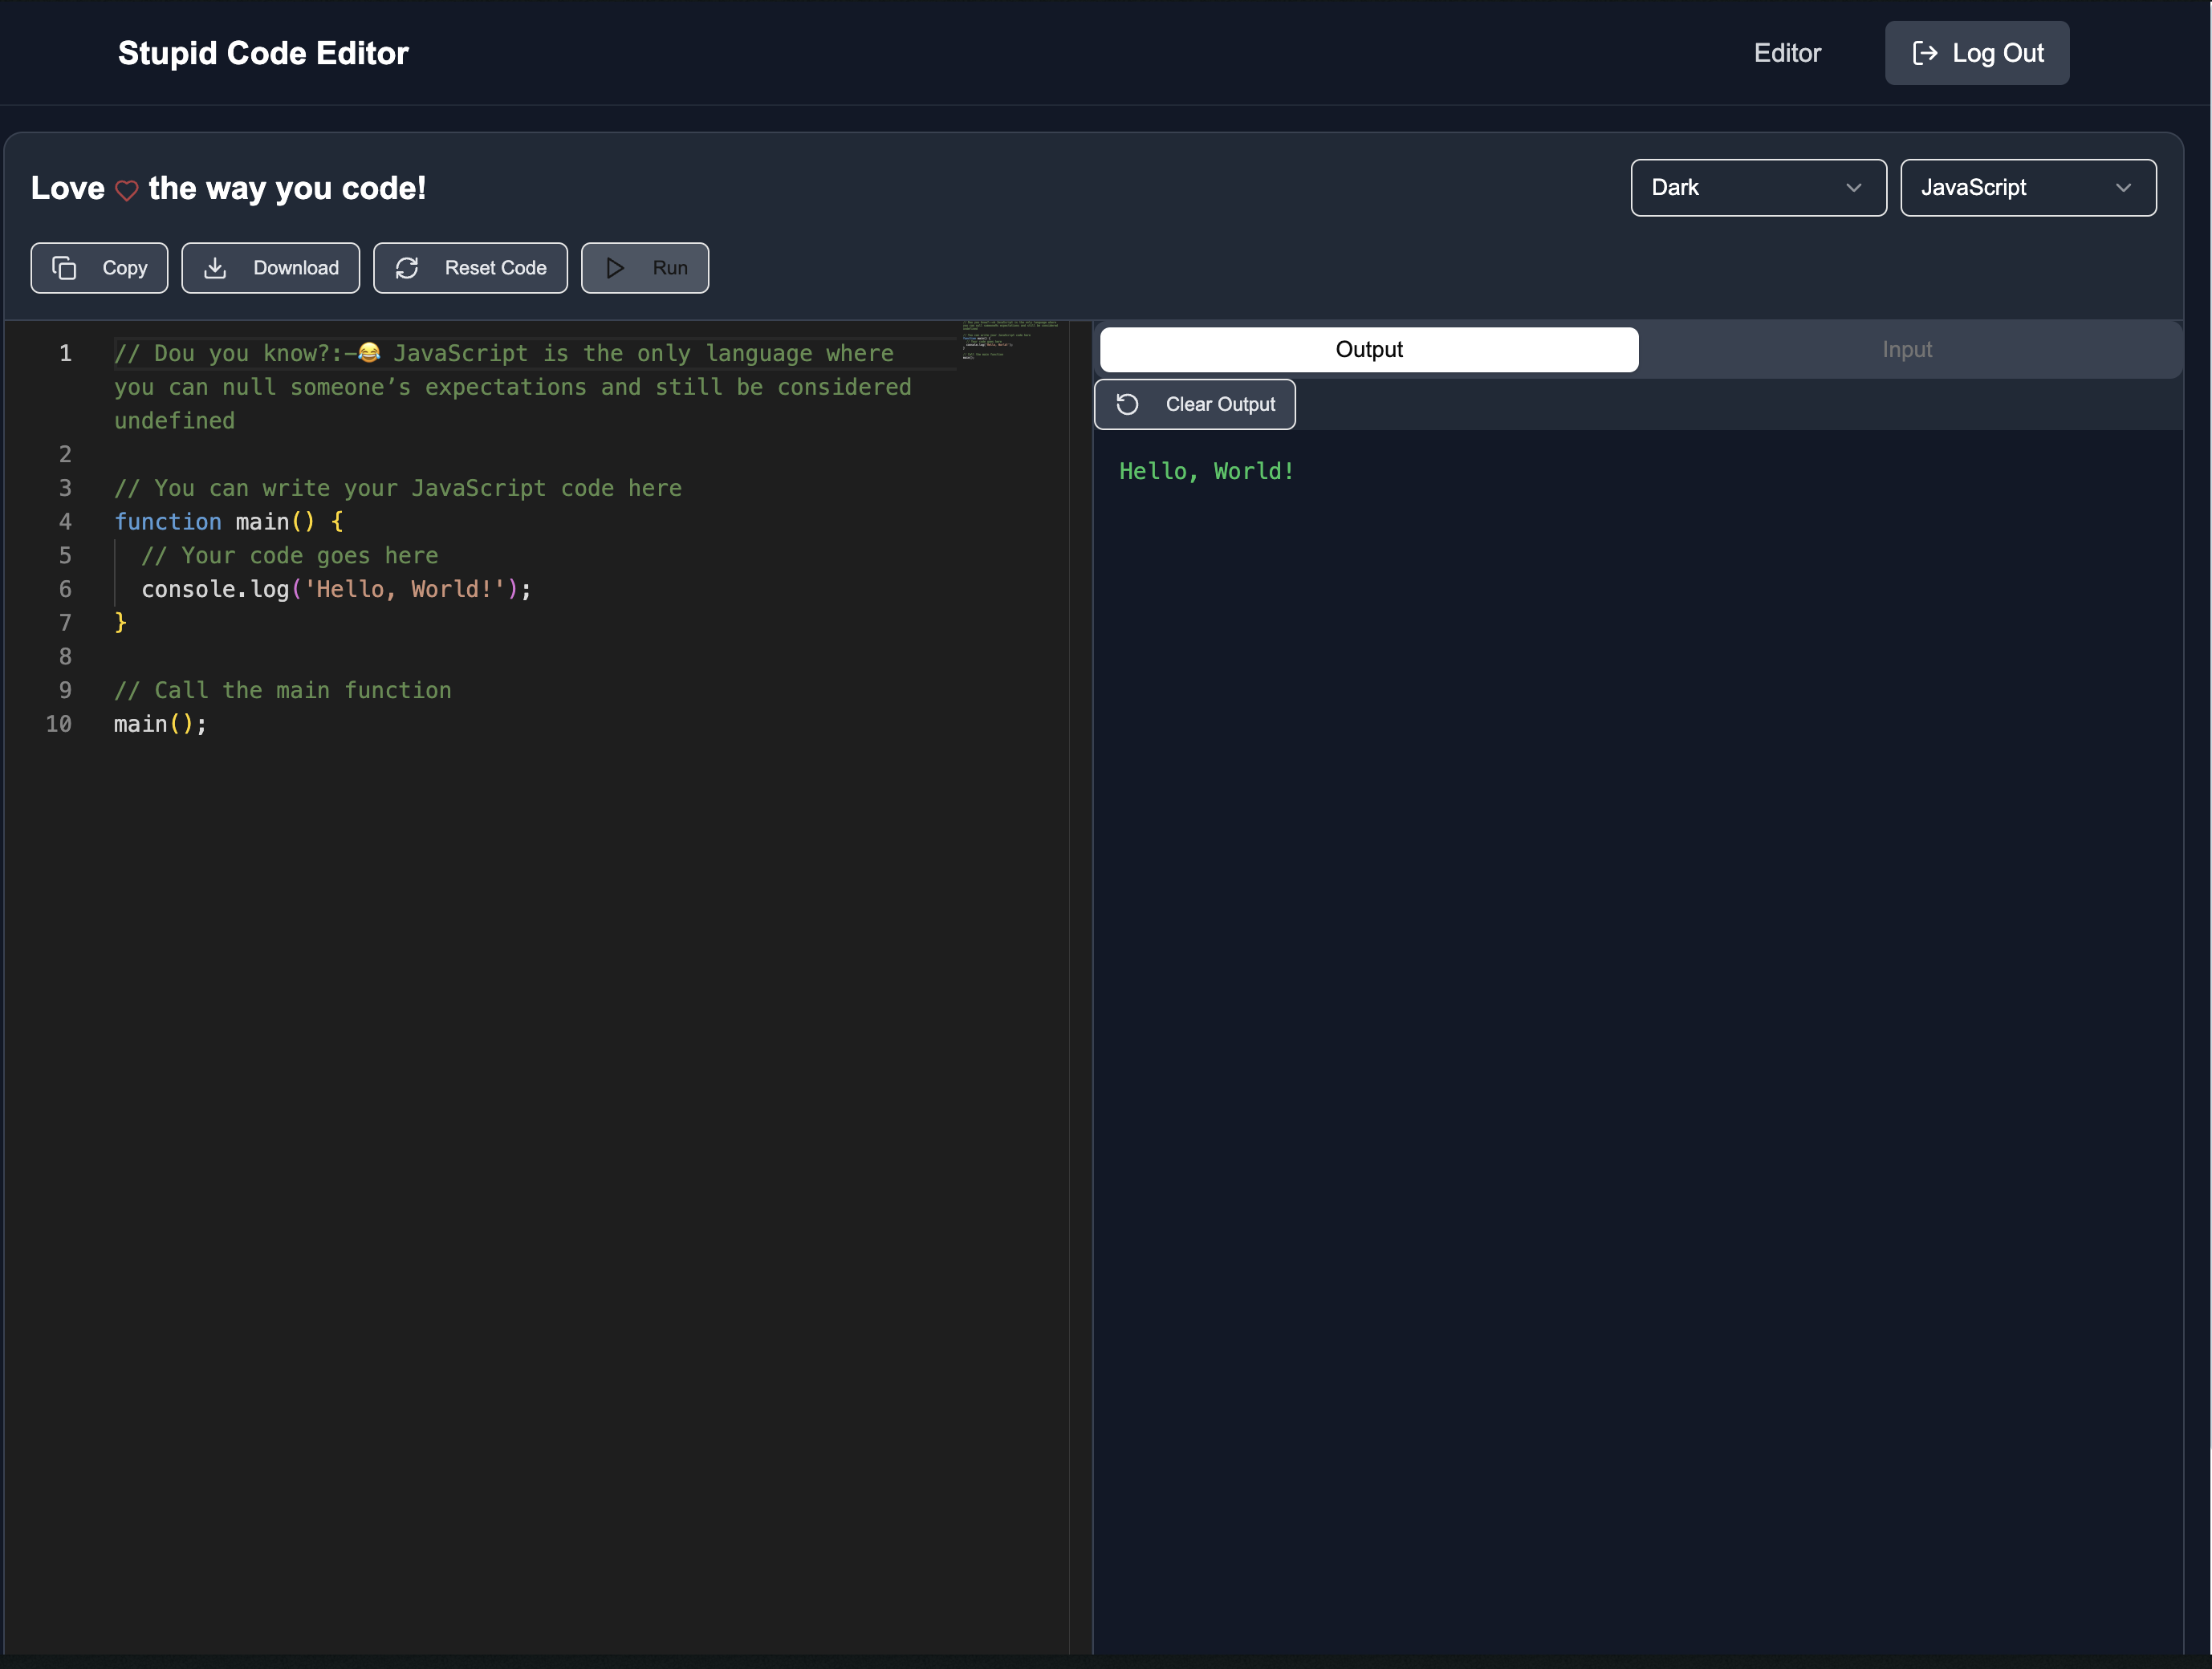 Stupid Code Editor
Editor
Log Out
Love ♡ the way you code!
Dark
JavaScript
Copy
Download
Reset Code
Run
1 // Dou you know?:-😂 JavaScript is the only language where
you can null someone’s expectations and still be considered
undefined
2
3 // You can write your JavaScript code here
4 function main() {
5 // Your code goes here
6 console.log('Hello, World!');
7 }
8
9 // Call the main function
10 main();
Output
Input
Clear Output
Hello, World!